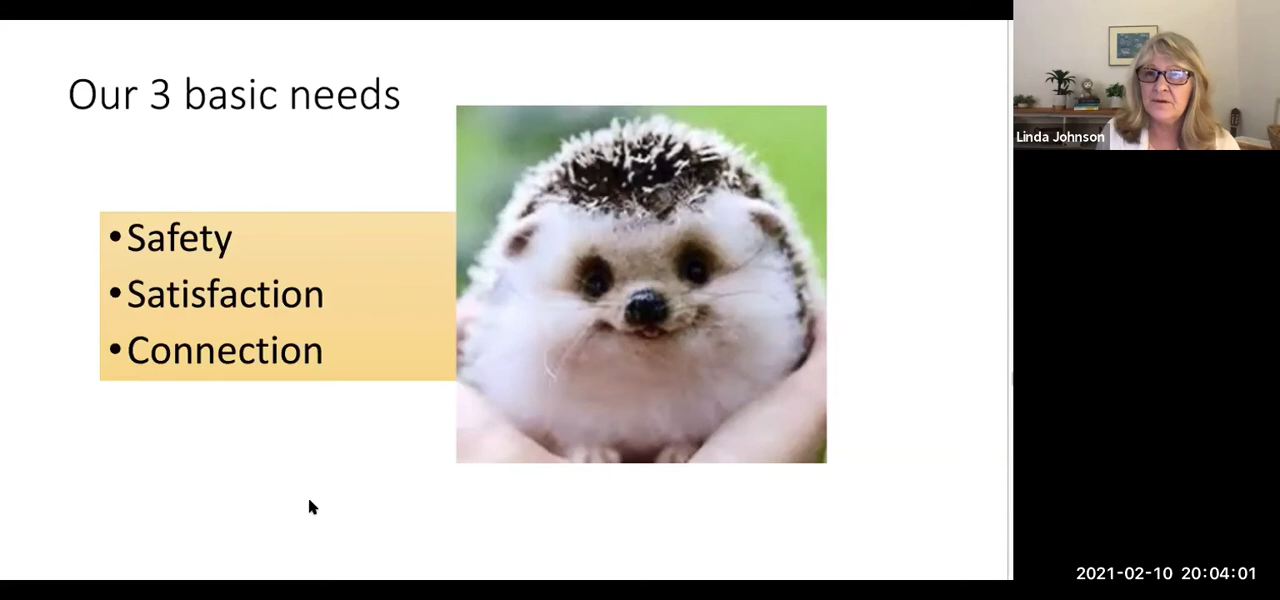 Our 3 basic needs
•Safety
•Satisfaction
•Connection
Linda Johnson
2021-02-10 20:04:01